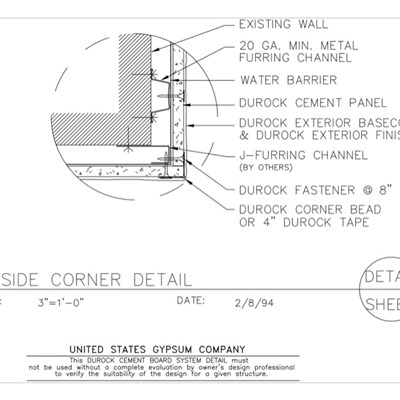 EXISTING WALL
20 GA. MIN. METAL
FURRING CHANNEL
WATER BARRIER
DUROCK CEMENT PANEL
DUROCK EXTERIOR BASECO
& DUROCK EXTERIOR FINIS
J-FURRING CHANNEL
(BY OTHERS)
DUROCK FASTENER @ 8"
DUROCK CORNER BEAD
OR 4" DUROCK TAPE
SIDE CORNER DETAIL
: 3"=1'-0" DATE: 2/8/94
DETA
SHEE
UNITED STATES GYPSUM COMPANY
This DUROCK CEMENT BOARD SYSTEM DETAIL must
not be used without a complete evaluation by owner's design professional
to verify the suitability of the design for a given structure.